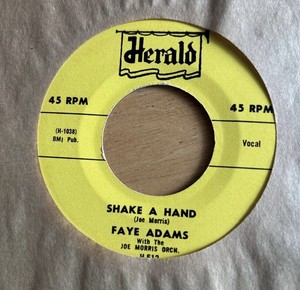 Herald
45 RPM
45 RPM
(H-1038)
BMI Pub.
Vocal
SHAKE A HAND
(Joe Morris)
FAYE ADAMS
With The
JOE MORRIS ORCH.